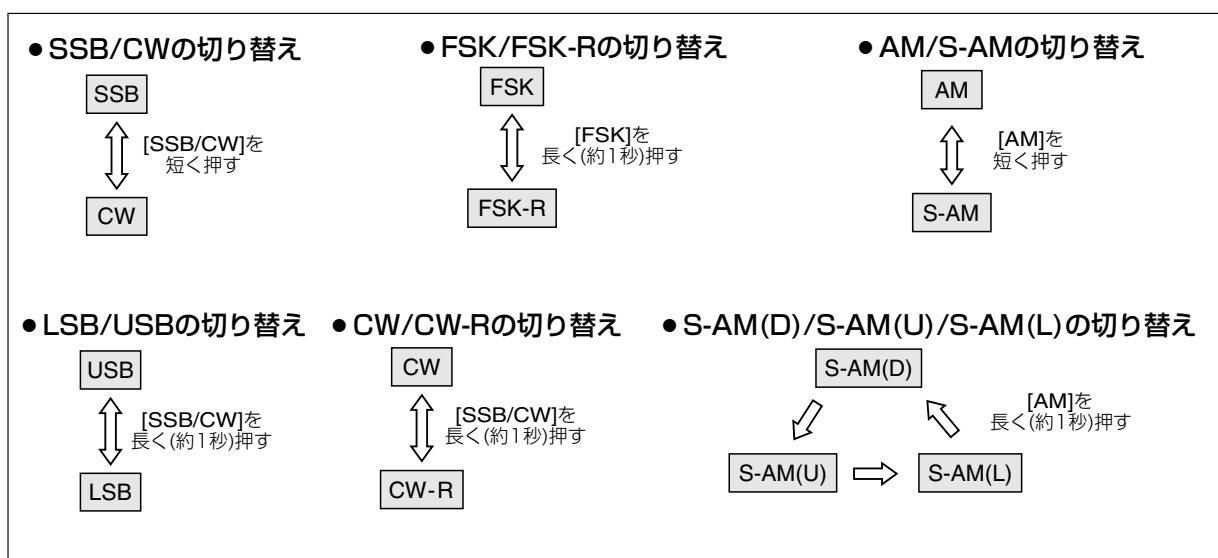 ●SSB/CWの切り替え
SSB
[SSB/CW]を
短く押す
CW
●FSK/FSK-Rの切り替え
FSK
[FSK]を
長く(約1秒)押す
FSK-R
●AM/S-AMの切り替え
AM
[AM]を
短く押す
S-AM
●LSB/USBの切り替え
USB
[SSB/CW]を
長く(約1秒)押す
LSB
●CW/CW-Rの切り替え
CW
[SSB/CW]を
長く(約1秒)押す
CW-R
●S-AM(D)/S-AM(U)/S-AM(L)の切り替え
S-AM(D)
[AM]を
長く(約1秒)押す
S-AM(U)
S-AM(L)